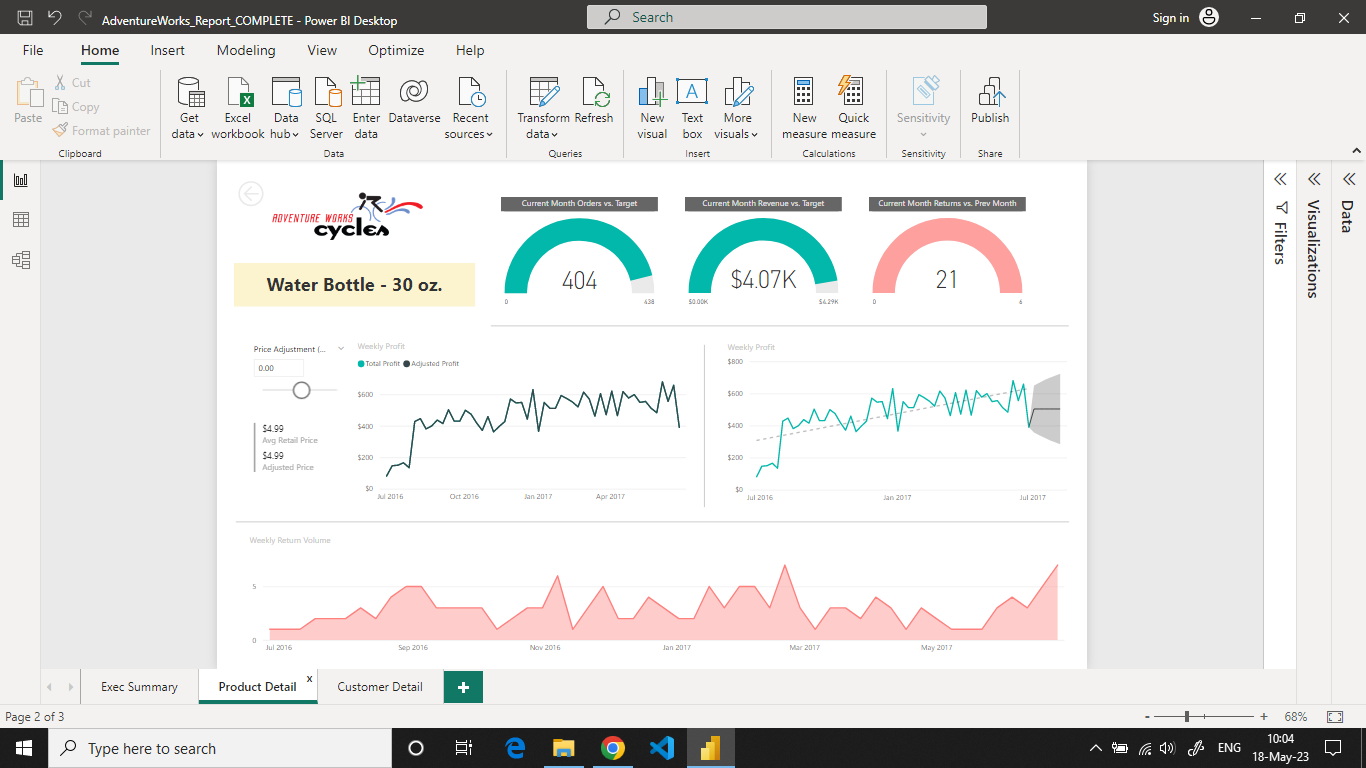 AdventureWorks_Report_COMPLETE - Power BI Desktop
Search
Sign in
File Home Insert Modeling View Optimize Help
Paste
Cut
Copy
Format painter
Clipboard
Get data
Excel workbook
Data hub
SQL Server
Enter data
Dataverse
Recent sources
Data
Transform data
Refresh
Queries
New visual
Text box
More visuals
Insert
New measure
Quick measure
Calculations
Sensitivity
Sensitivity
Publish
Share
ADVENTURE WORKS
cycles
Water Bottle - 30 oz.
Current Month Orders vs. Target
404
0 438
Current Month Revenue vs. Target
$4.07K
$0.00K $4.29K
Current Month Returns vs. Prev Month
21
0 6
Price Adjustment (...
0.00
$4.99
Avg Retail Price
$4.99
Adjusted Price
Weekly Profit
Total Profit Adjusted Profit
$600
$400
$200
$0
Jul 2016 Oct 2016 Jan 2017 Apr 2017
Weekly Profit
$800
$600
$400
$200
$0
Jul 2016 Jan 2017 Jul 2017
Weekly Return Volume
5
0
Jul 2016 Sep 2016 Nov 2016 Jan 2017 Mar 2017 May 2017
Filters
Visualizations
Data
Exec Summary
Product Detail x
Customer Detail
+
Page 2 of 3
- + 68%
Type here to search
ENG
10:04
18-May-23